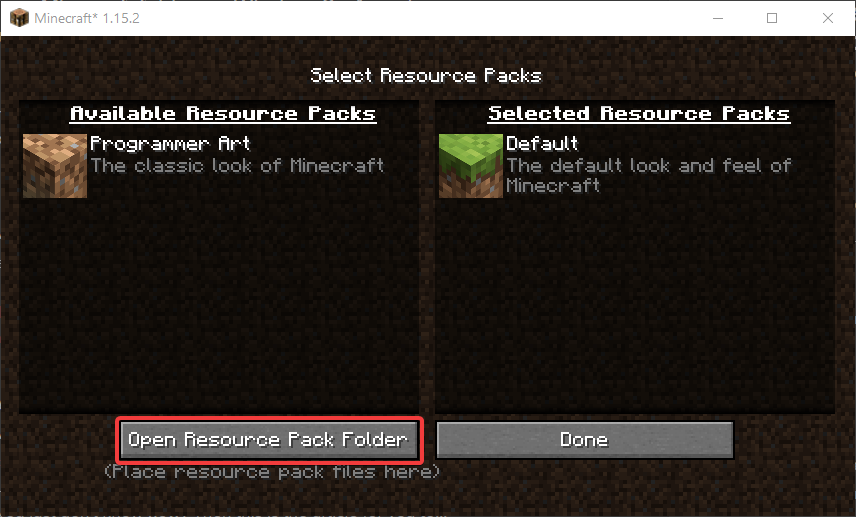 Minecraft* 1.15.2
Select Resource Packs
Available Resource Packs
Programmer Art
The classic look of Minecraft
Selected Resource Packs
Default
The default look and feel of
Minecraft
Open Resource Pack Folder
Done
(Place resource pack files here)